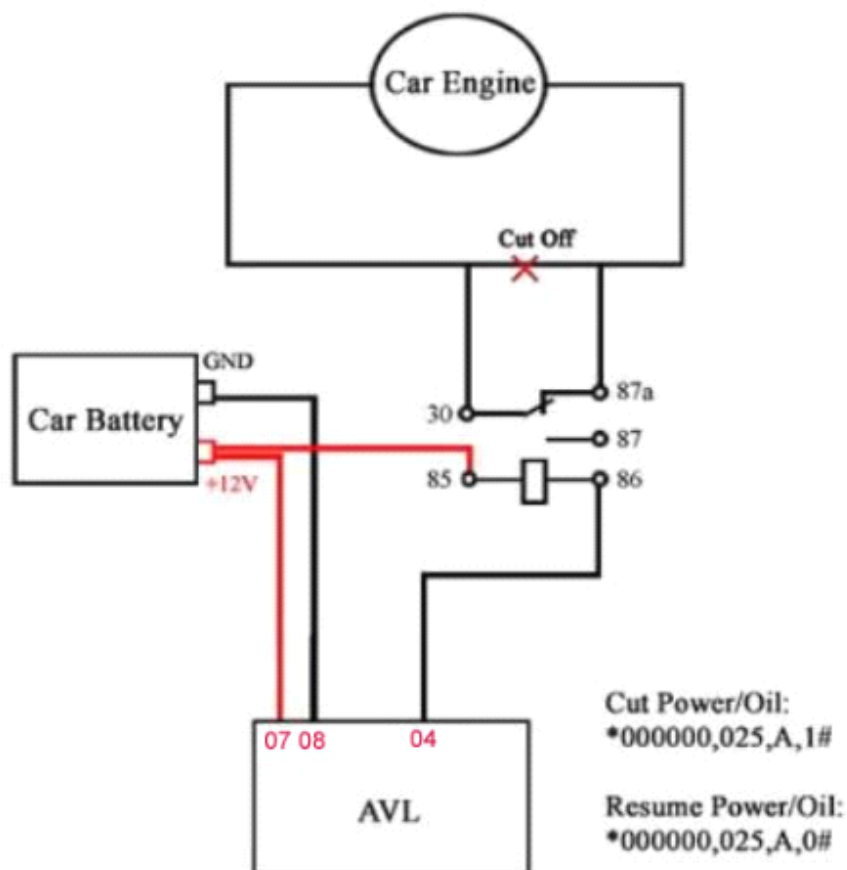 Car Engine
Cut Off
GND
Car Battery
+12V
87a
30
87
85
86
07 08
04
AVL
Cut Power/Oil:
*000000,025,A,1#
Resume Power/Oil:
*000000,025,A,0#